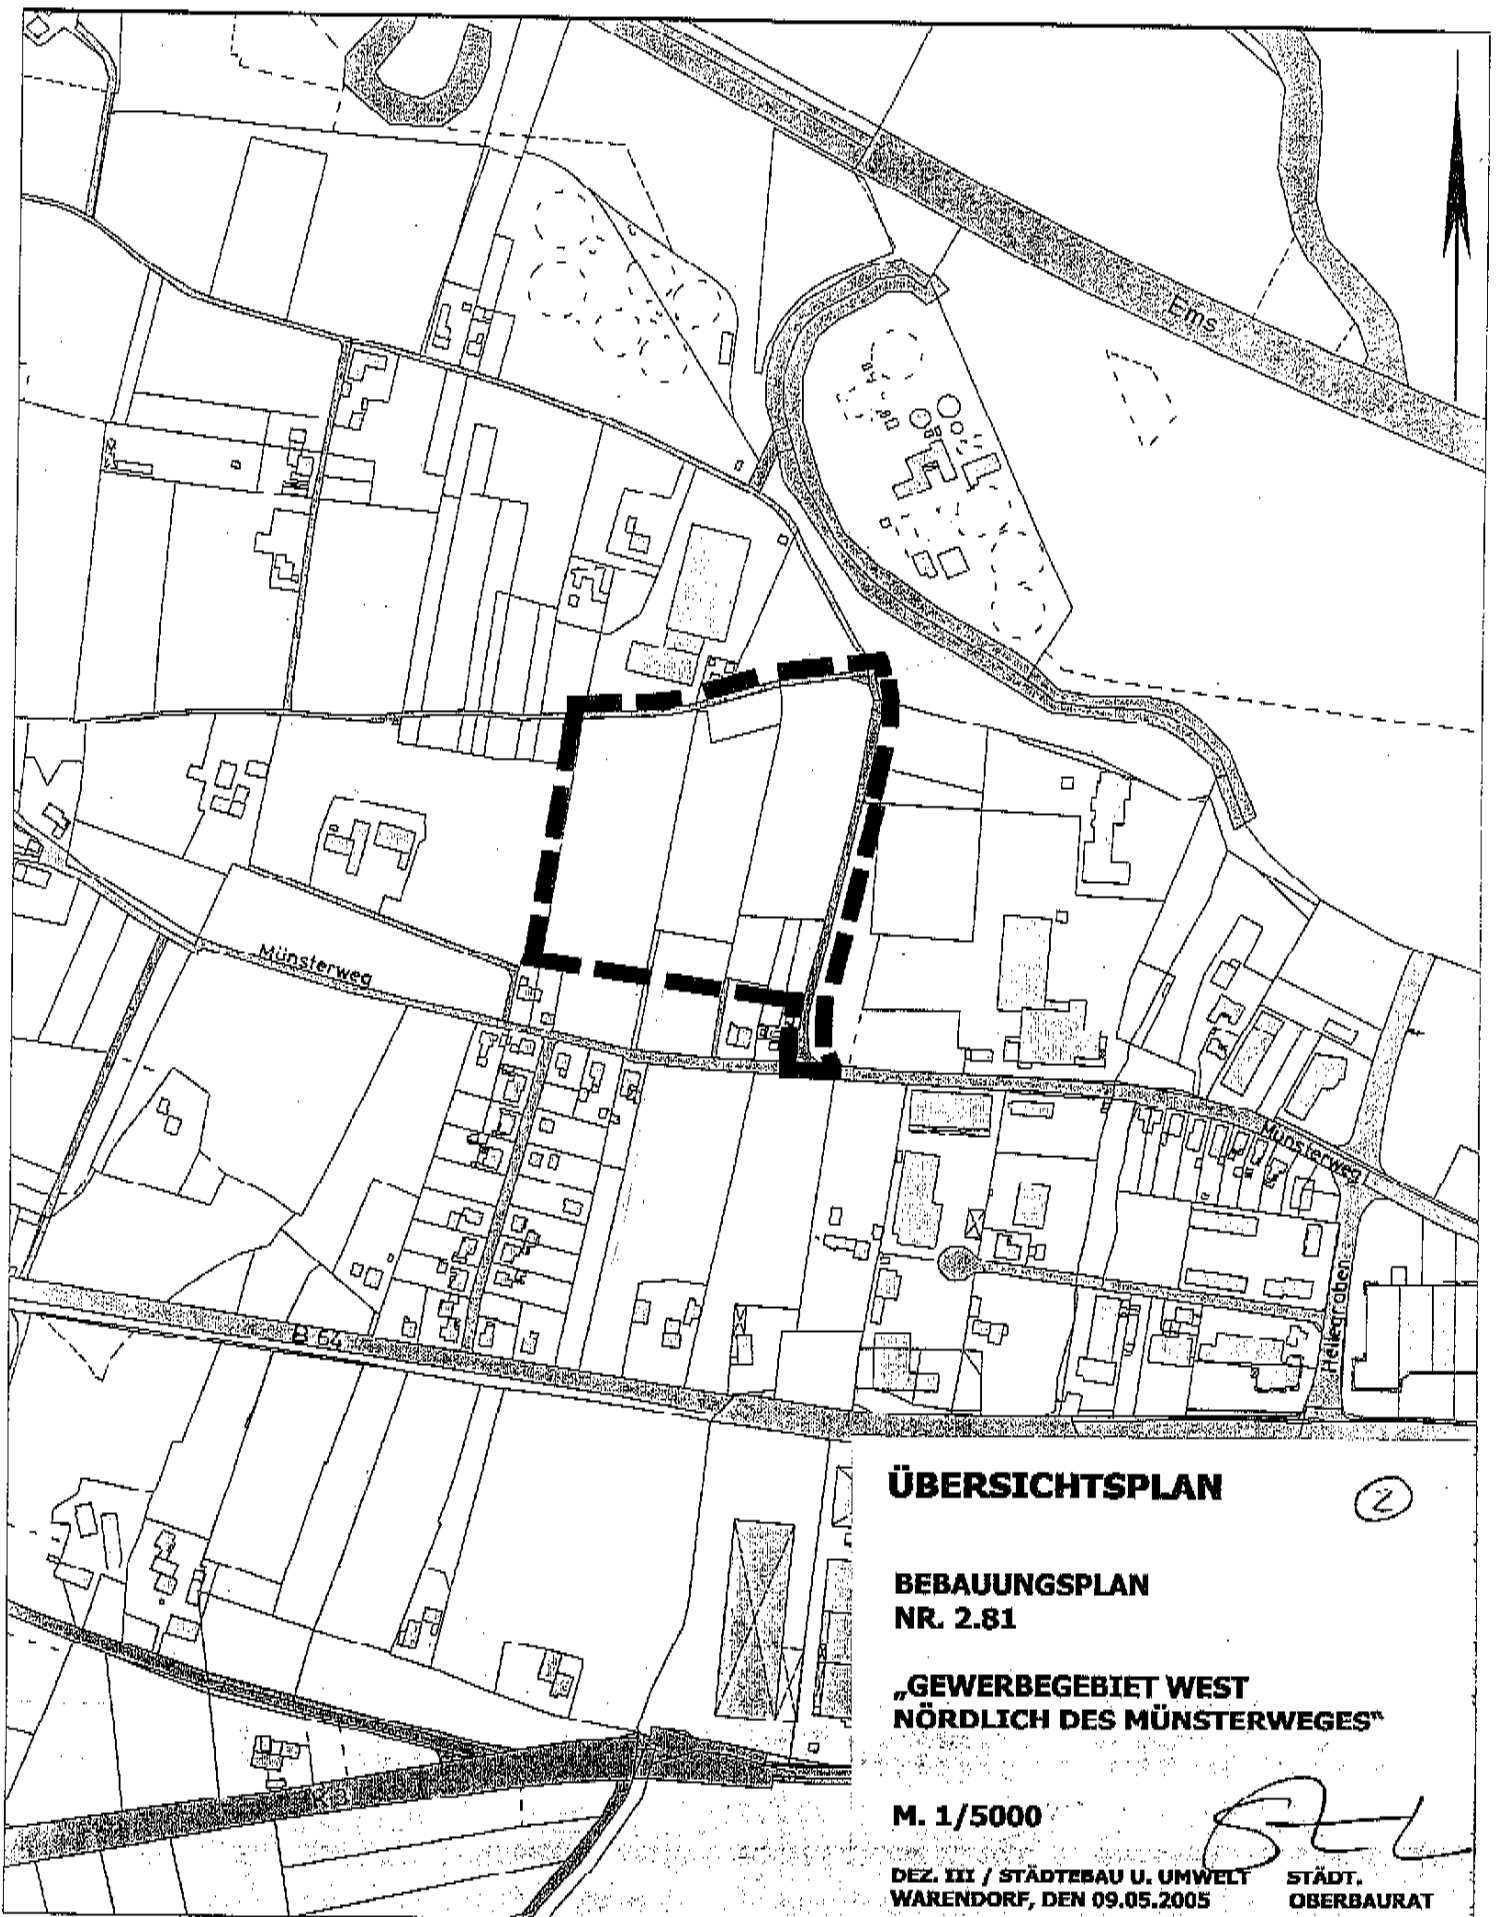 Ems
Münsterweg
Münsterweg
Hellegraben
B 64
K 3
ÜBERSICHTSPLAN
2
BEBAUUNGSPLAN
NR. 2.81
„GEWERBEGEBIET WEST
NÖRDLICH DES MÜNSTERWEGES“
M. 1/5000
DEZ. III / STÄDTEBAU U. UMWELT
WARENDORF, DEN 09.05.2005
STÄDT.
OBERBAURAT